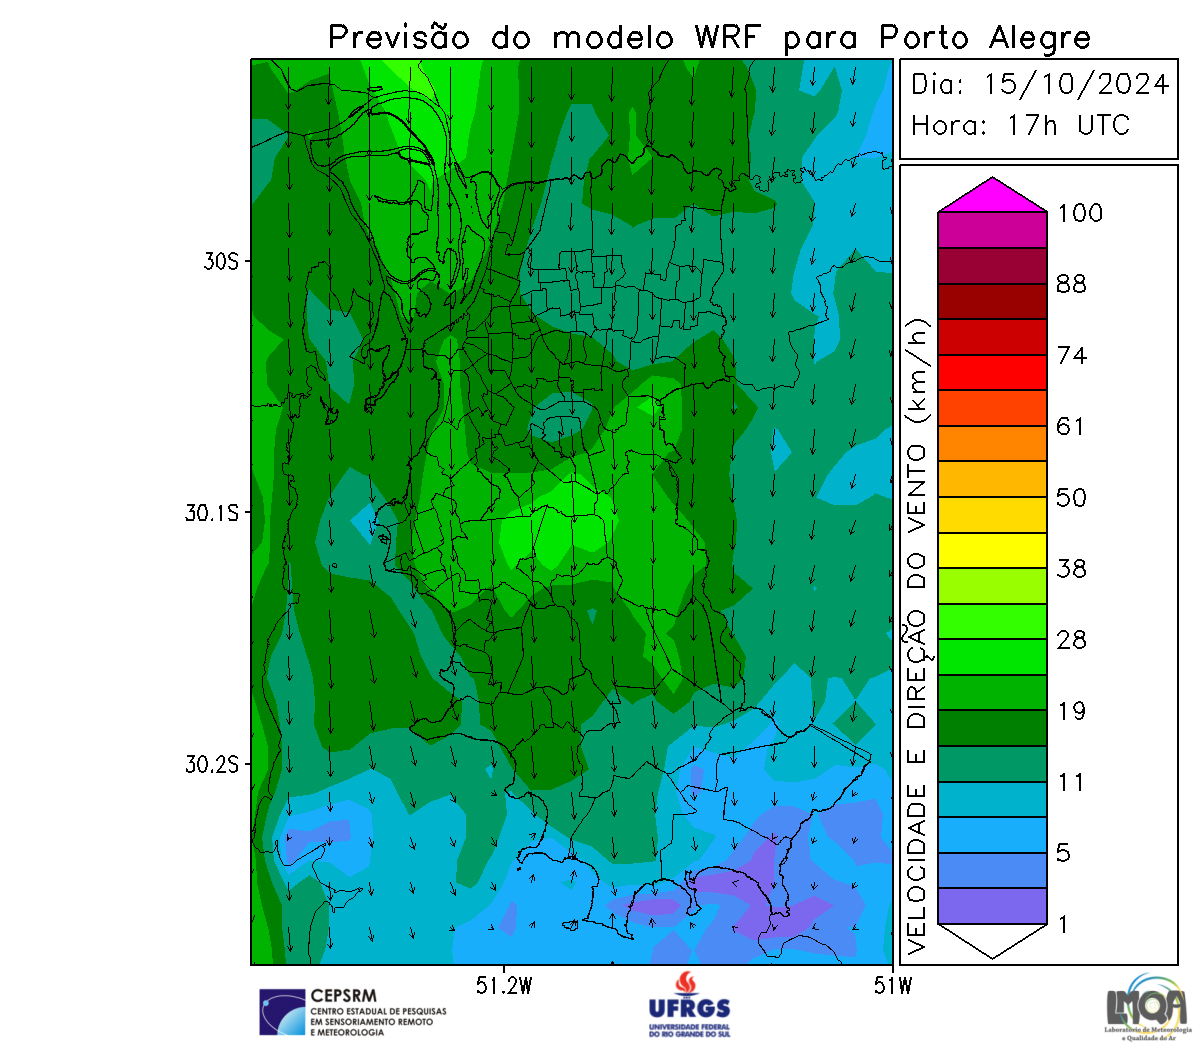 Previsão do modelo WRF para Porto Alegre
Dia: 15/10/2024
Hora: 17h UTC
30S
30.1S
30.2S
51.2W
51W
VELOCIDADE E DIREÇÃO DO VENTO (km/h)
100
88
74
61
50
38
28
19
11
5
1
CEPSRM
CENTRO ESTADUAL DE PESQUISAS
EM SENSORIAMENTO REMOTO
E METEOROLOGIA
UFRGS
UNIVERSIDADE FEDERAL
DO RIO GRANDE DO SUL
LMQA
Laboratório de Meteorologia
e Qualidade do Ar